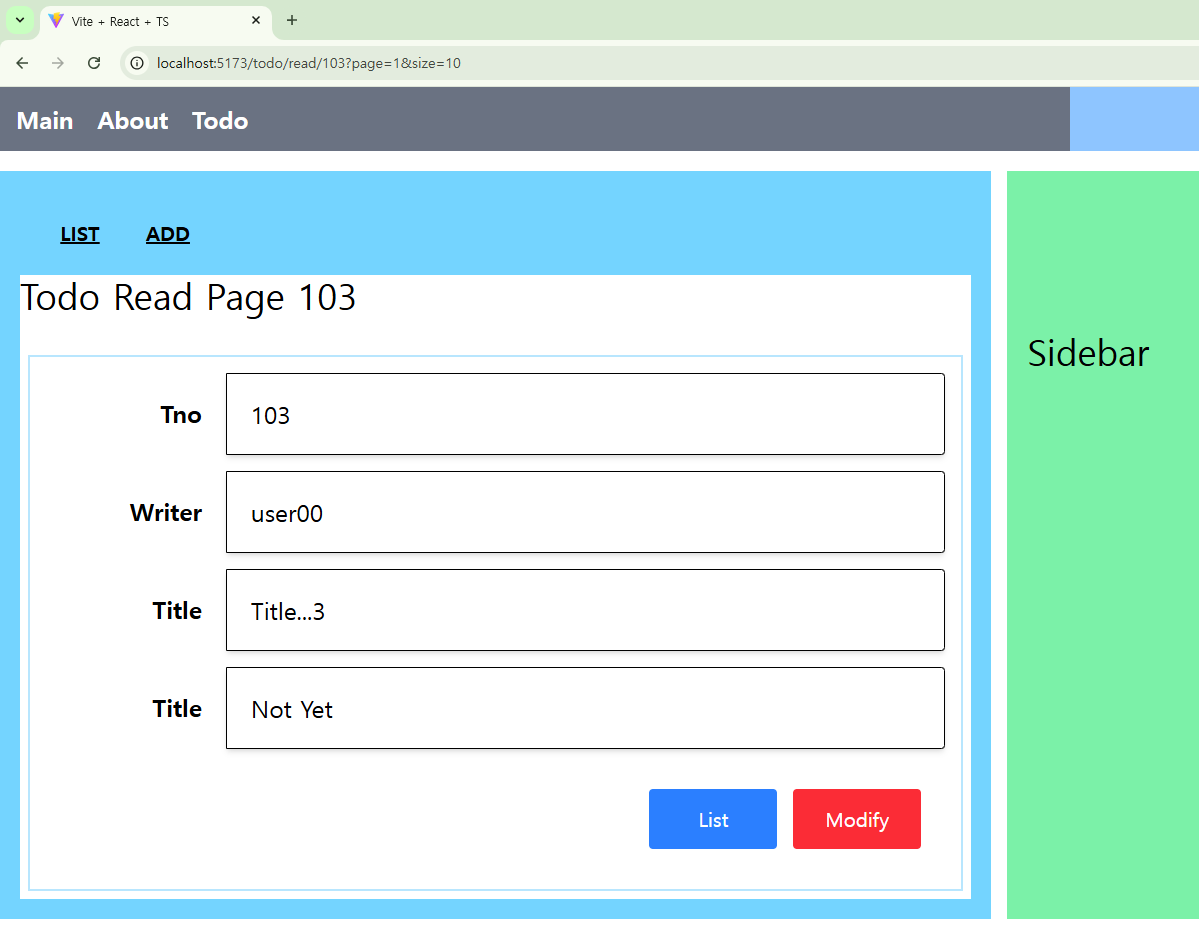 Vite + React + TS
localhost:5173/todo/read/103?page=1&size=10
Main About Todo
LIST ADD
Todo Read Page 103
Sidebar
Tno 103
Writer user00
Title Title...3
Title Not Yet
List Modify